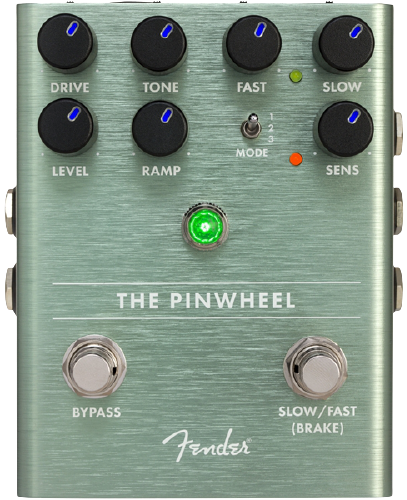 DRIVE TONE FAST SLOW
1
2
3
MODE
LEVEL RAMP SENS
THE PINWHEEL
BYPASS
SLOW/FAST
(BRAKE)
Fender